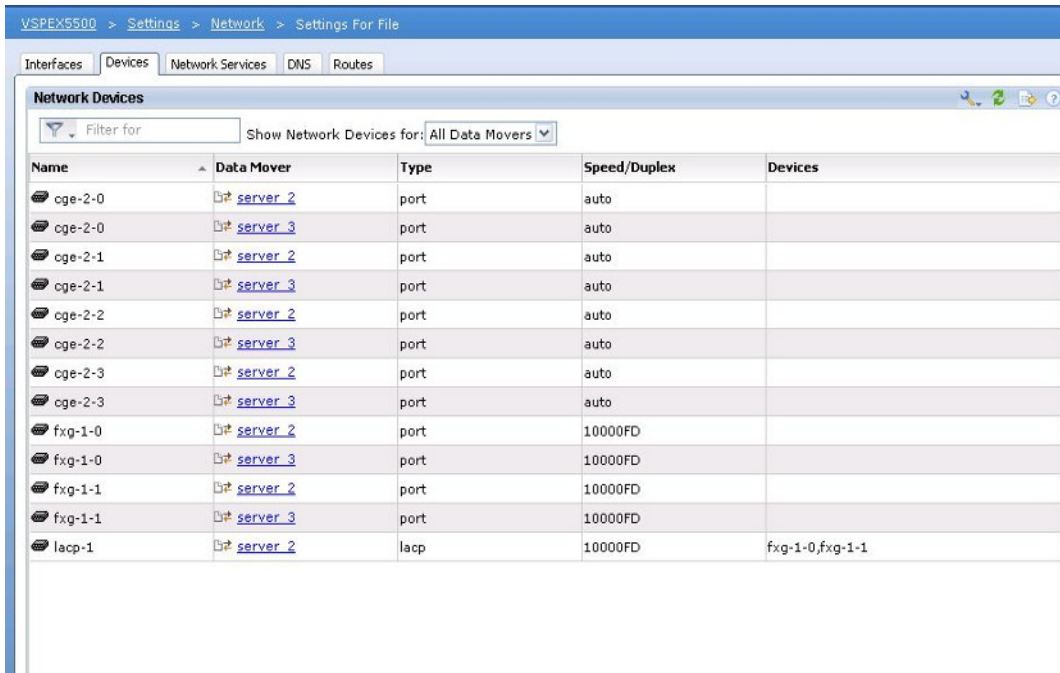 VSPEX5500 > Settings > Network > Settings For File
Interfaces Devices Network Services DNS Routes
Network Devices
Filter for Show Network Devices for: All Data Movers
Name Data Mover Type Speed/Duplex Devices
cge-2-0 server_2 port auto
cge-2-0 server_3 port auto
cge-2-1 server_2 port auto
cge-2-1 server_3 port auto
cge-2-2 server_2 port auto
cge-2-2 server_3 port auto
cge-2-3 server_2 port auto
cge-2-3 server_3 port auto
fxg-1-0 server_2 port 10000FD
fxg-1-0 server_3 port 10000FD
fxg-1-1 server_2 port 10000FD
fxg-1-1 server_3 port 10000FD
lacp-1 server_2 lacp 10000FD fxg-1-0,fxg-1-1